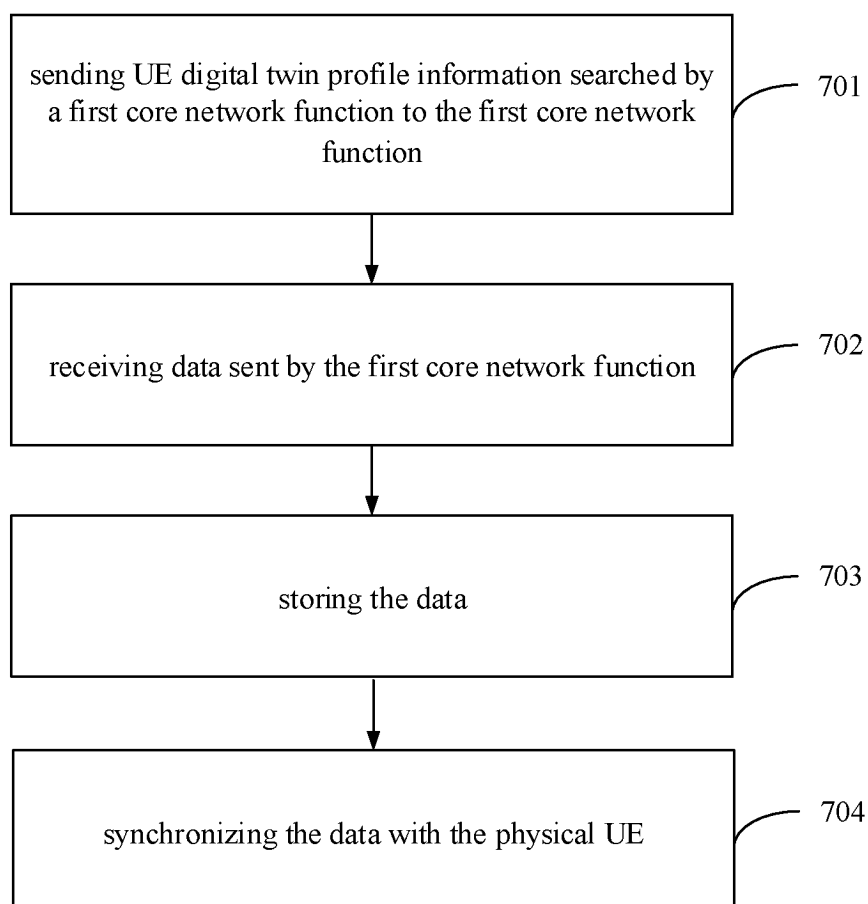 sending UE digital twin profile information searched by
a first core network function to the first core network
function
701
receiving data sent by the first core network function
702
storing the data
703
synchronizing the data with the physical UE
704